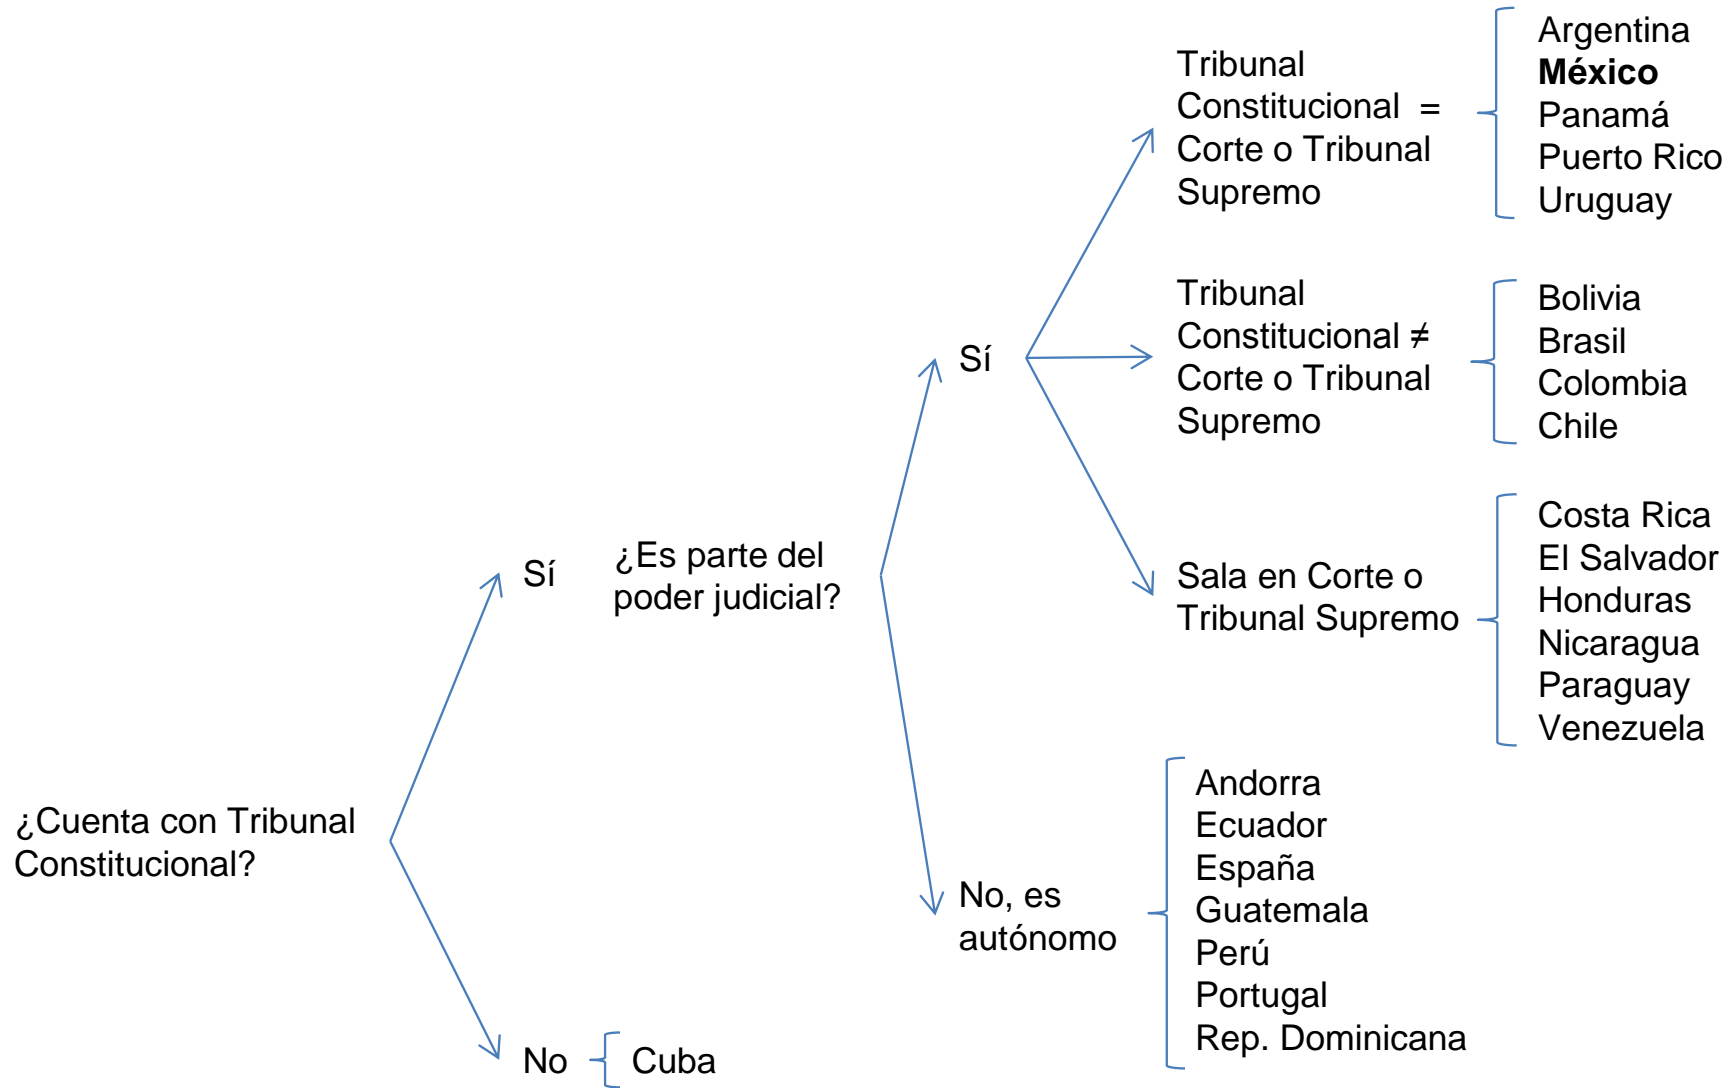 ¿Cuenta con Tribunal
Constitucional?
Sí
¿Es parte del
poder judicial?
Sí
Tribunal
Constitucional =
Corte o Tribunal
Supremo
Argentina
México
Panamá
Puerto Rico
Uruguay
Tribunal
Constitucional ≠
Corte o Tribunal
Supremo
Bolivia
Brasil
Colombia
Chile
Sala en Corte o
Tribunal Supremo
Costa Rica
El Salvador
Honduras
Nicaragua
Paraguay
Venezuela
No, es
autónomo
Andorra
Ecuador
España
Guatemala
Perú
Portugal
Rep. Dominicana
No
Cuba